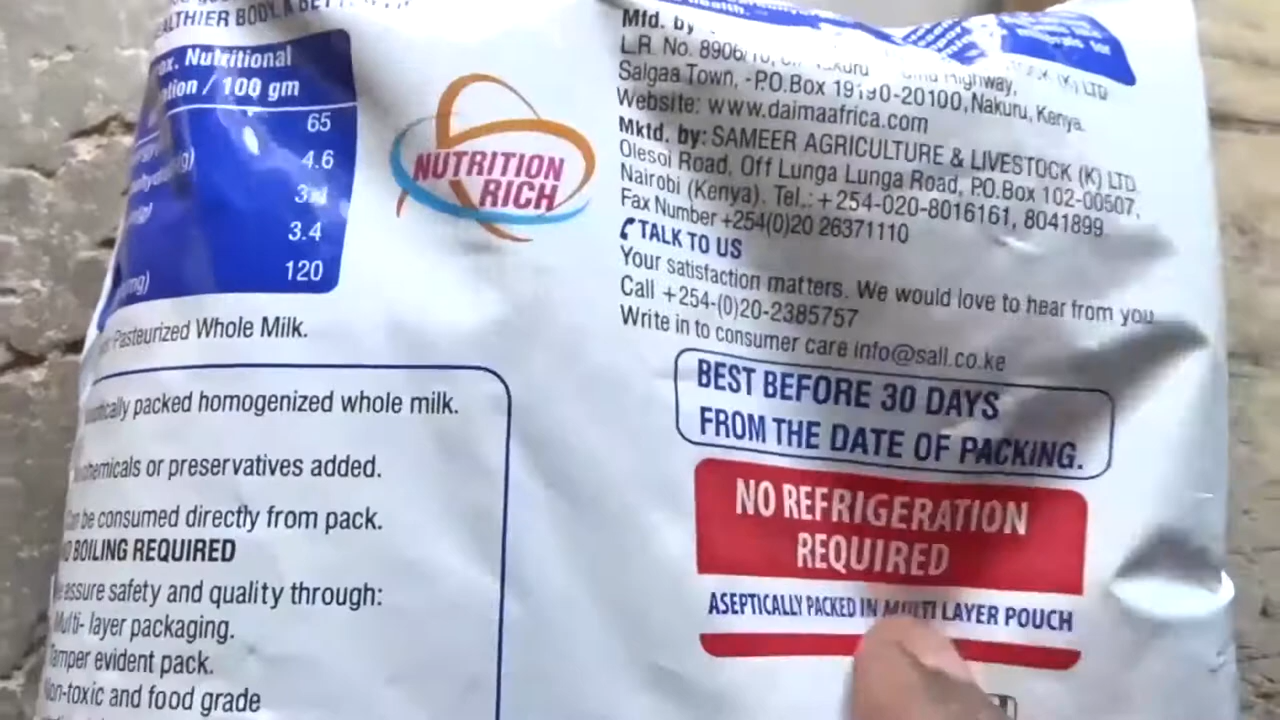 ALTHIER BODY, A BET
Nutritional
tion / 100 gm
65
4.6
3.4
120
Pasteurized Whole Milk.
packed homogenized whole milk.
chemicals or preservatives added.
be consumed directly from pack.
BOILING REQUIRED
assure safety and quality through:
Multi- layer packaging.
Tamper evident pack.
Non-toxic and food grade
NUTRITION
RICH
health.
Mfd. by
L.R. No. 8906/10, Highway,
Salgaa Town, -P.O.Box 19190-20100, Nakuru, Kenya.
Website: www.daimaafrica.com
Mktd. by: SAMEER AGRICULTURE & LIVESTOCK (K) LTD
Olesoi Road, Off Lunga Lunga Road, P.O.Box 102-00507,
Nairobi (Kenya). Tel.: +254-020-8016161, 8041899
Fax Number +254(0)20 26371110
TALK TO US
Your satisfaction matters. We would love to hear from you
Call +254-(0)20-2385757
Write in to consumer care info@sall.co.ke
BEST BEFORE 30 DAYS
FROM THE DATE OF PACKING.
NO REFRIGERATION
REQUIRED
ASEPTICALLY PACKED IN MULTI LAYER POUCH